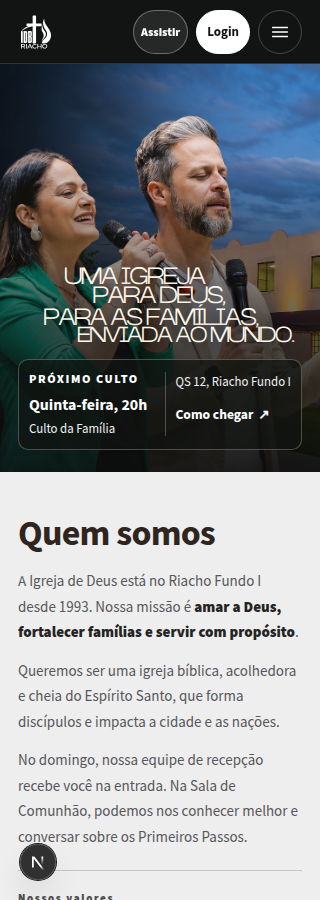 IDB
RIACHO
Assistir
Login
UMA IGREJA
PARA DEUS,
PARA AS FAMÍLIAS,
ENVIADA AO MUNDO.
PRÓXIMO CULTO
Quinta-feira, 20h
Culto da Família
QS 12, Riacho Fundo I
Como chegar ↗
Quem somos
A Igreja de Deus está no Riacho Fundo I
desde 1993. Nossa missão é amar a Deus,
fortalecer famílias e servir com propósito.
Queremos ser uma igreja bíblica, acolhedora
e cheia do Espírito Santo, que forma
discípulos e impacta a cidade e as nações.
No domingo, nossa equipe de recepção
recebe você na entrada. Na Sala de
Comunhão, podemos nos conhecer melhor e
conversar sobre os Primeiros Passos.
N
Nossos valores